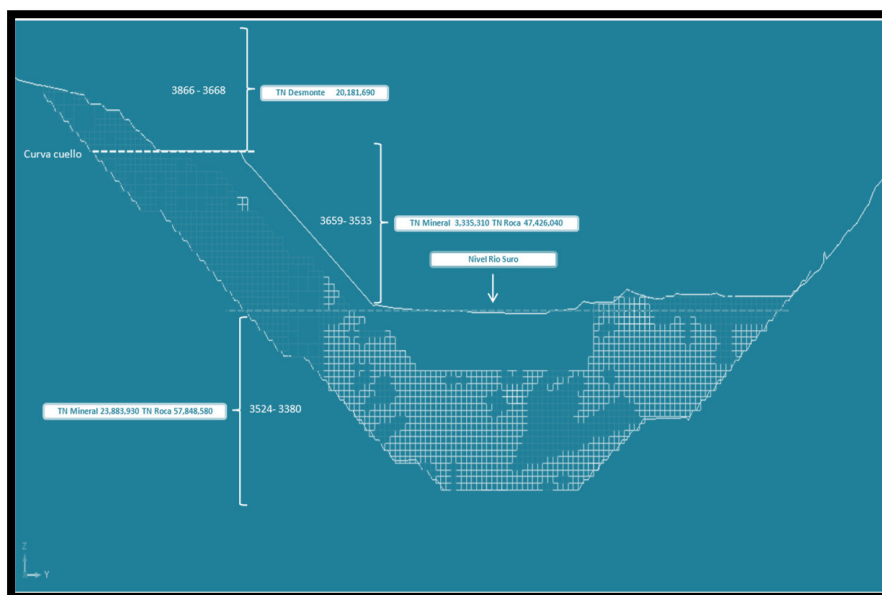 3866 - 3668
TN Desmonte 20,181,690
Curva cuello
3659- 3533
TN Mineral 3,335,310 TN Roca 47,426,040
Nivel Rio Suro
TN Mineral 23,883,930 TN Roca 57,848,580
3524- 3380
Z
Y